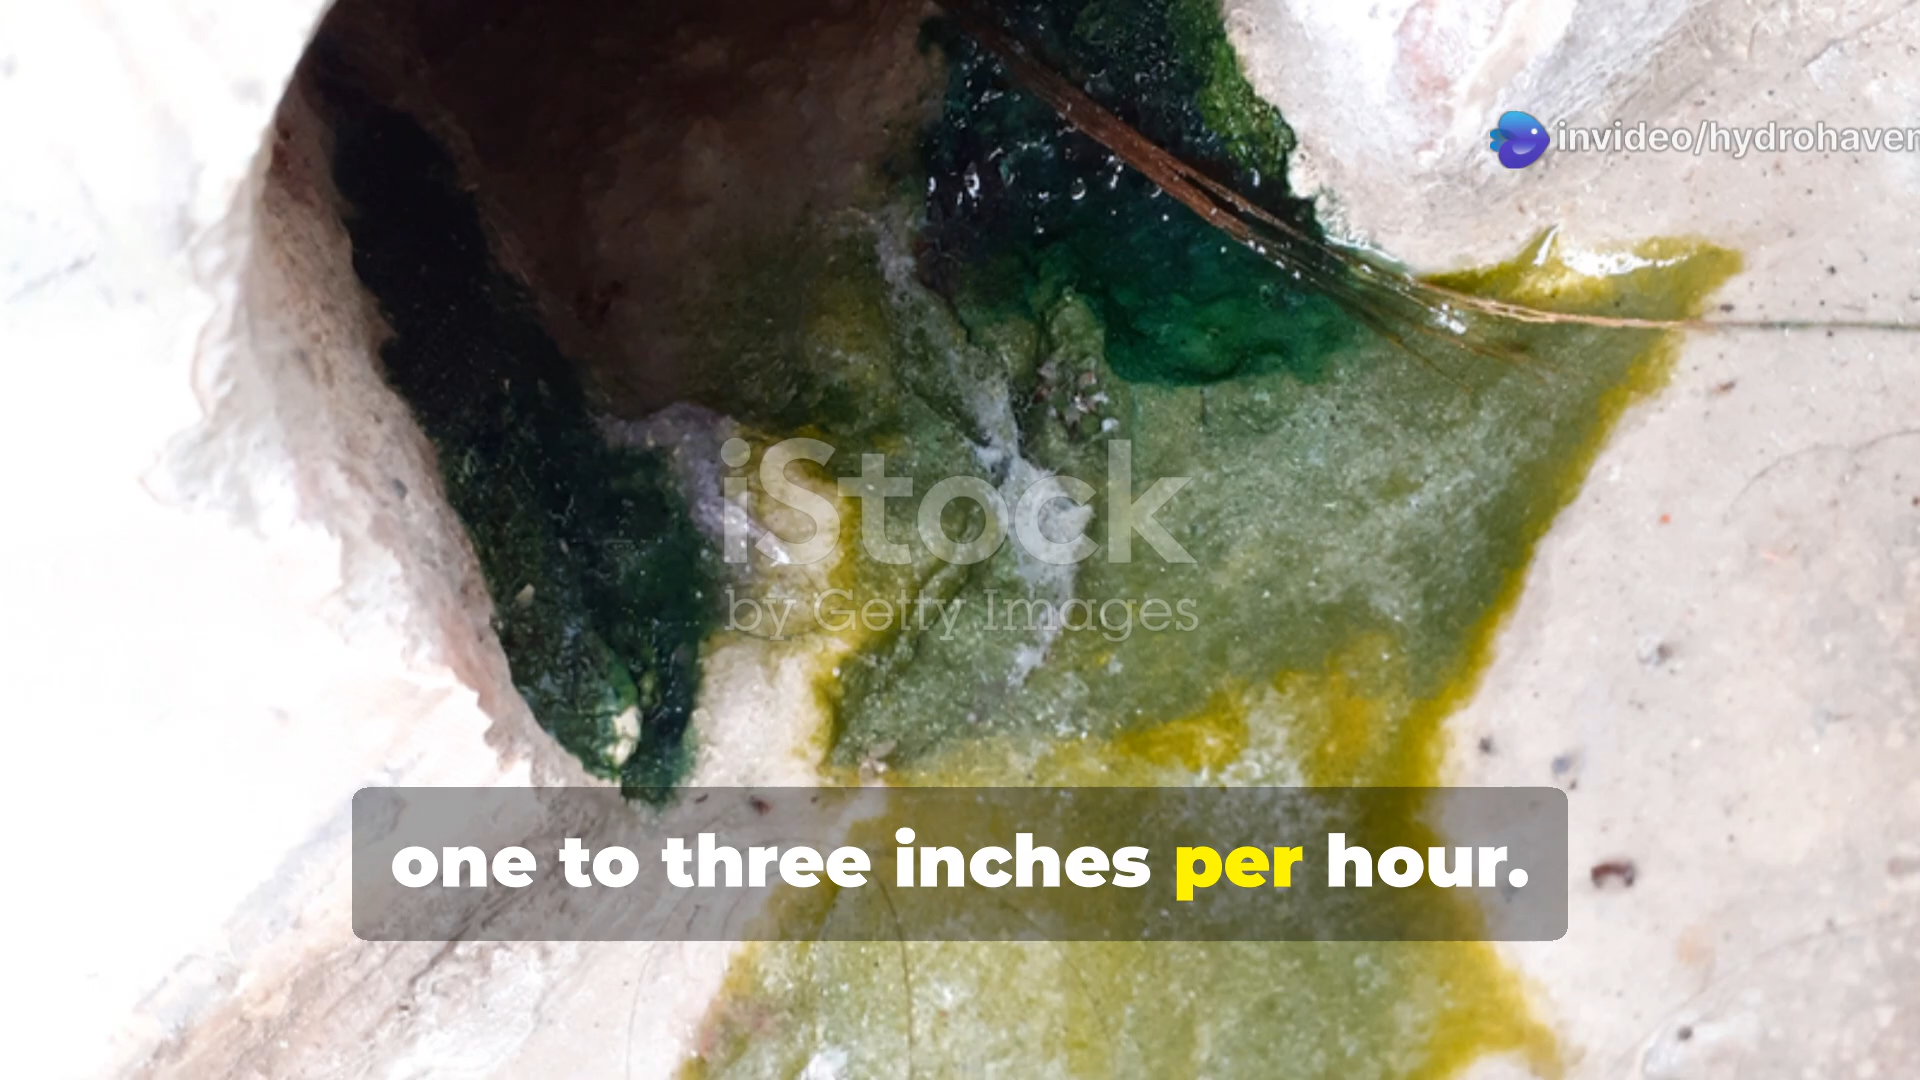 invideo/hydrohaven
iStock
by Getty Images
one to three inches per hour.